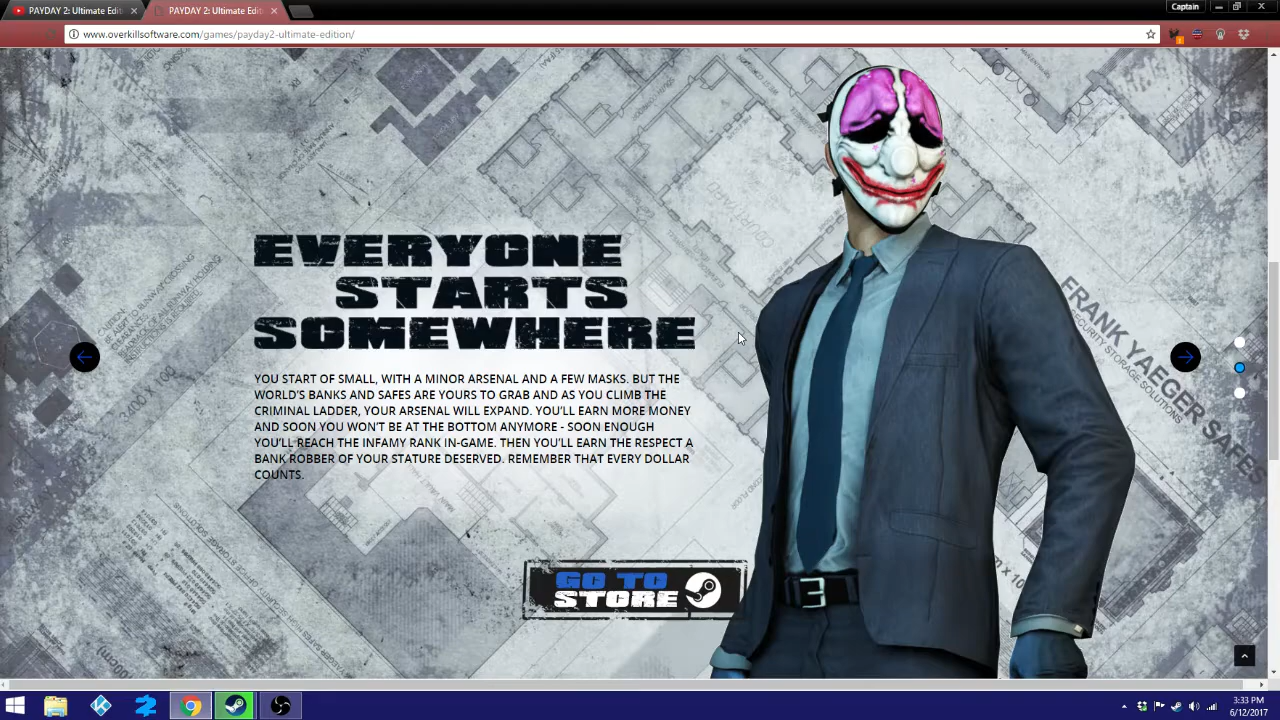 PAYDAY 2: Ultimate Edit
PAYDAY 2: Ultimate Edit
Captain
www.overkillsoftware.com/games/payday2-ultimate-edition/
EVERYONE
STARTS
SOMEWHERE
YOU START OF SMALL, WITH A MINOR ARSENAL AND A FEW MASKS. BUT THE
WORLD'S BANKS AND SAFES ARE YOURS TO GRAB AND AS YOU CLIMB THE
CRIMINAL LADDER, YOUR ARSENAL WILL EXPAND. YOU'LL EARN MORE MONEY
AND SOON YOU WON'T BE AT THE BOTTOM ANYMORE - SOON ENOUGH
YOU'LL REACH THE INFAMY RANK IN-GAME. THEN YOU'LL EARN THE RESPECT A
BANK ROBBER OF YOUR STATURE DESERVED. REMEMBER THAT EVERY DOLLAR
COUNTS.
GO TO
STORE
FRANK YAEGER SAFES
SECURITY STORAGE SOLUTIONS
3400 X 100
3:33 PM
6/12/2017